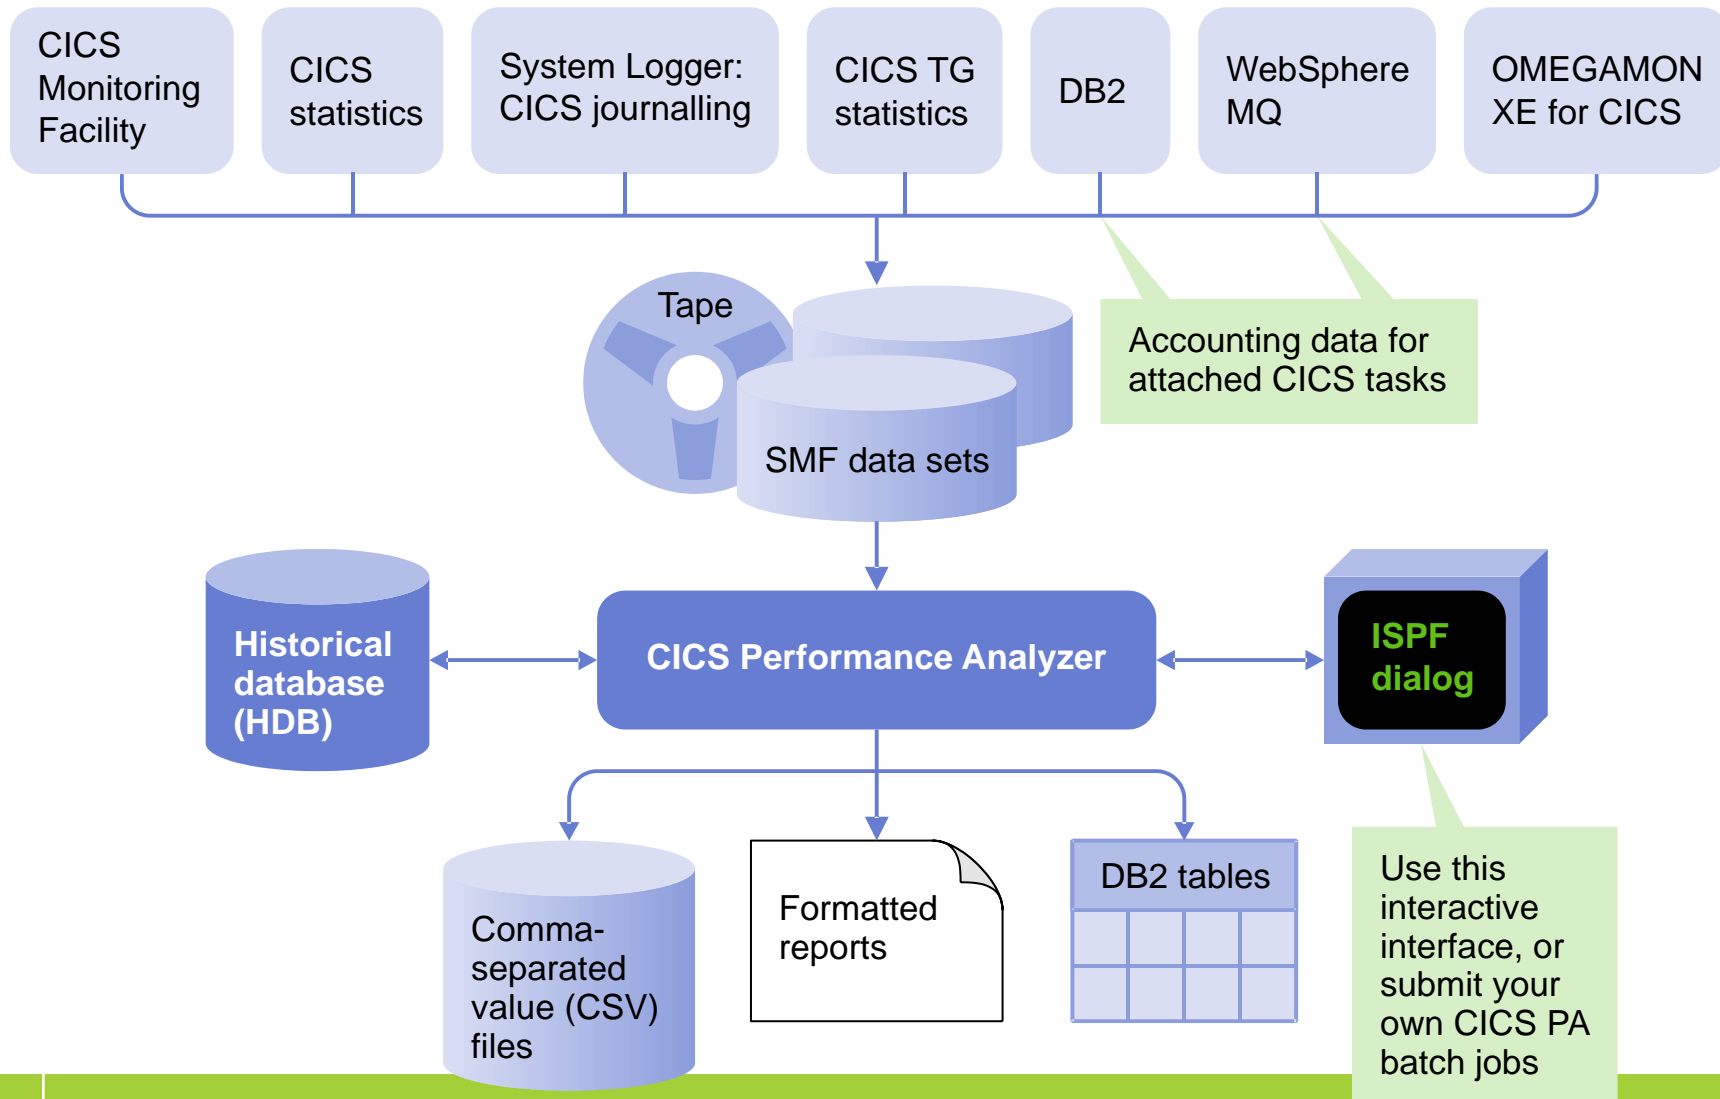 CICS
Monitoring
Facility
CICS
statistics
System Logger:
CICS journalling
CICS TG
statistics
DB2
WebSphere
MQ
OMEGAMON
XE for CICS
Tape
SMF data sets
Accounting data for
attached CICS tasks
Historical
database
(HDB)
CICS Performance Analyzer
ISPF
dialog
Comma-
separated
value (CSV)
files
Formatted
reports
DB2 tables
Use this
interactive
interface, or
submit your
own CICS PA
batch jobs